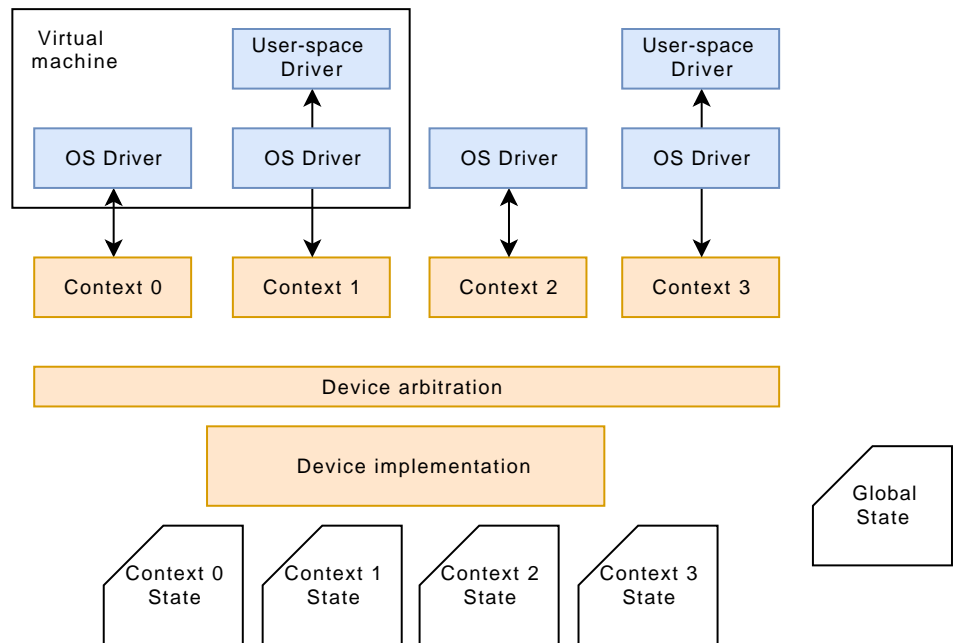 Virtual
machine
User-space
Driver
User-space
Driver
OS Driver
OS Driver
OS Driver
OS Driver
Context 0
Context 1
Context 2
Context 3
Device arbitration
Device implementation
Global
State
Context 0
State
Context 1
State
Context 2
State
Context 3
State